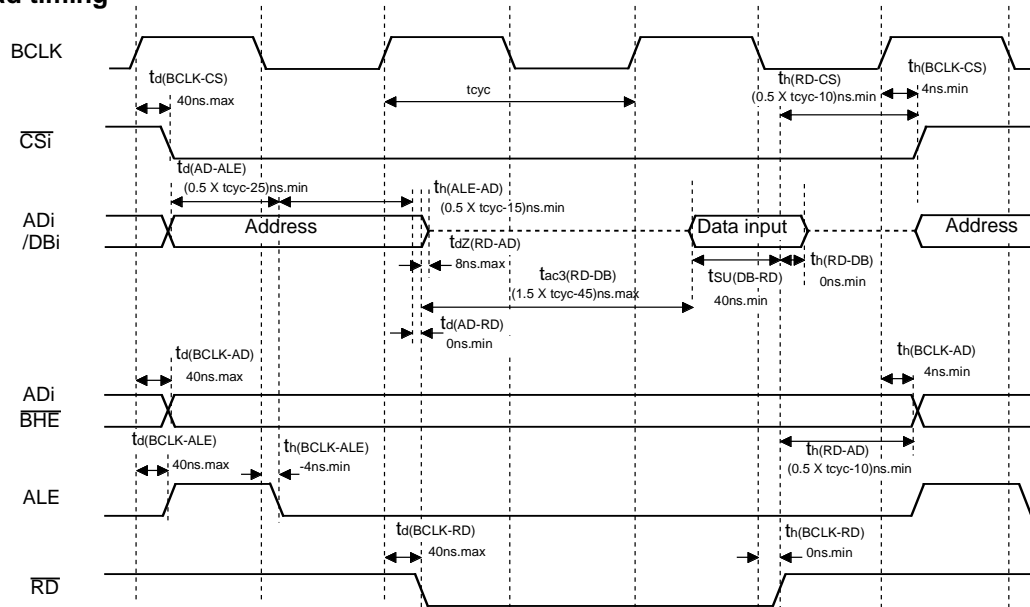 ad timing
BCLK
td(BCLK-CS)
40ns.max
tcyc
th(RD-CS)
(0.5 X tcyc-10)ns.min
th(BCLK-CS)
4ns.min
CSi
td(AD-ALE)
(0.5 X tcyc-25)ns.min
th(ALE-AD)
(0.5 X tcyc-15)ns.min
ADi
/DBi
Address
Data input
Address
tdZ(RD-AD)
8ns.max
tac3(RD-DB)
(1.5 X tcyc-45)ns.max
tSU(DB-RD)
40ns.min
th(RD-DB)
0ns.min
td(AD-RD)
0ns.min
td(BCLK-AD)
40ns.max
th(BCLK-AD)
4ns.min
ADi
BHE
td(BCLK-ALE)
40ns.max
th(BCLK-ALE)
-4ns.min
th(RD-AD)
(0.5 X tcyc-10)ns.min
ALE
td(BCLK-RD)
40ns.max
th(BCLK-RD)
0ns.min
RD